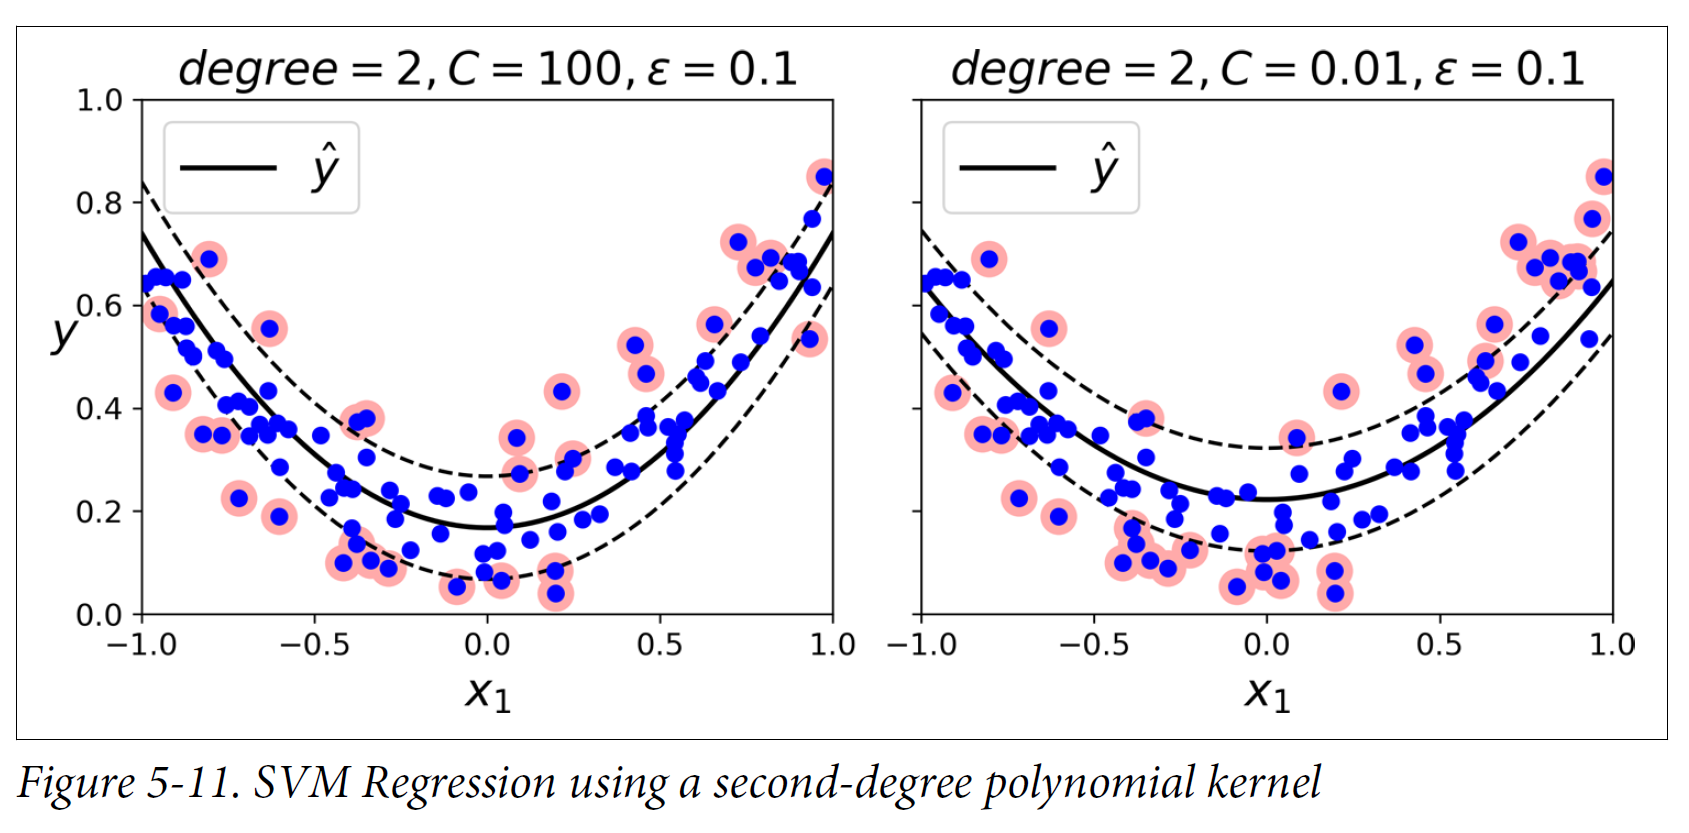 degree = 2, C = 100, ε = 0.1
degree = 2, C = 0.01, ε = 0.1
1.0
0.8
0.6
0.4
0.2
0.0
y
ŷ
ŷ
−1.0 −0.5 0.0 0.5 1.0
−1.0 −0.5 0.0 0.5 1.0
x₁
x₁
Figure 5-11. SVM Regression using a second-degree polynomial kernel